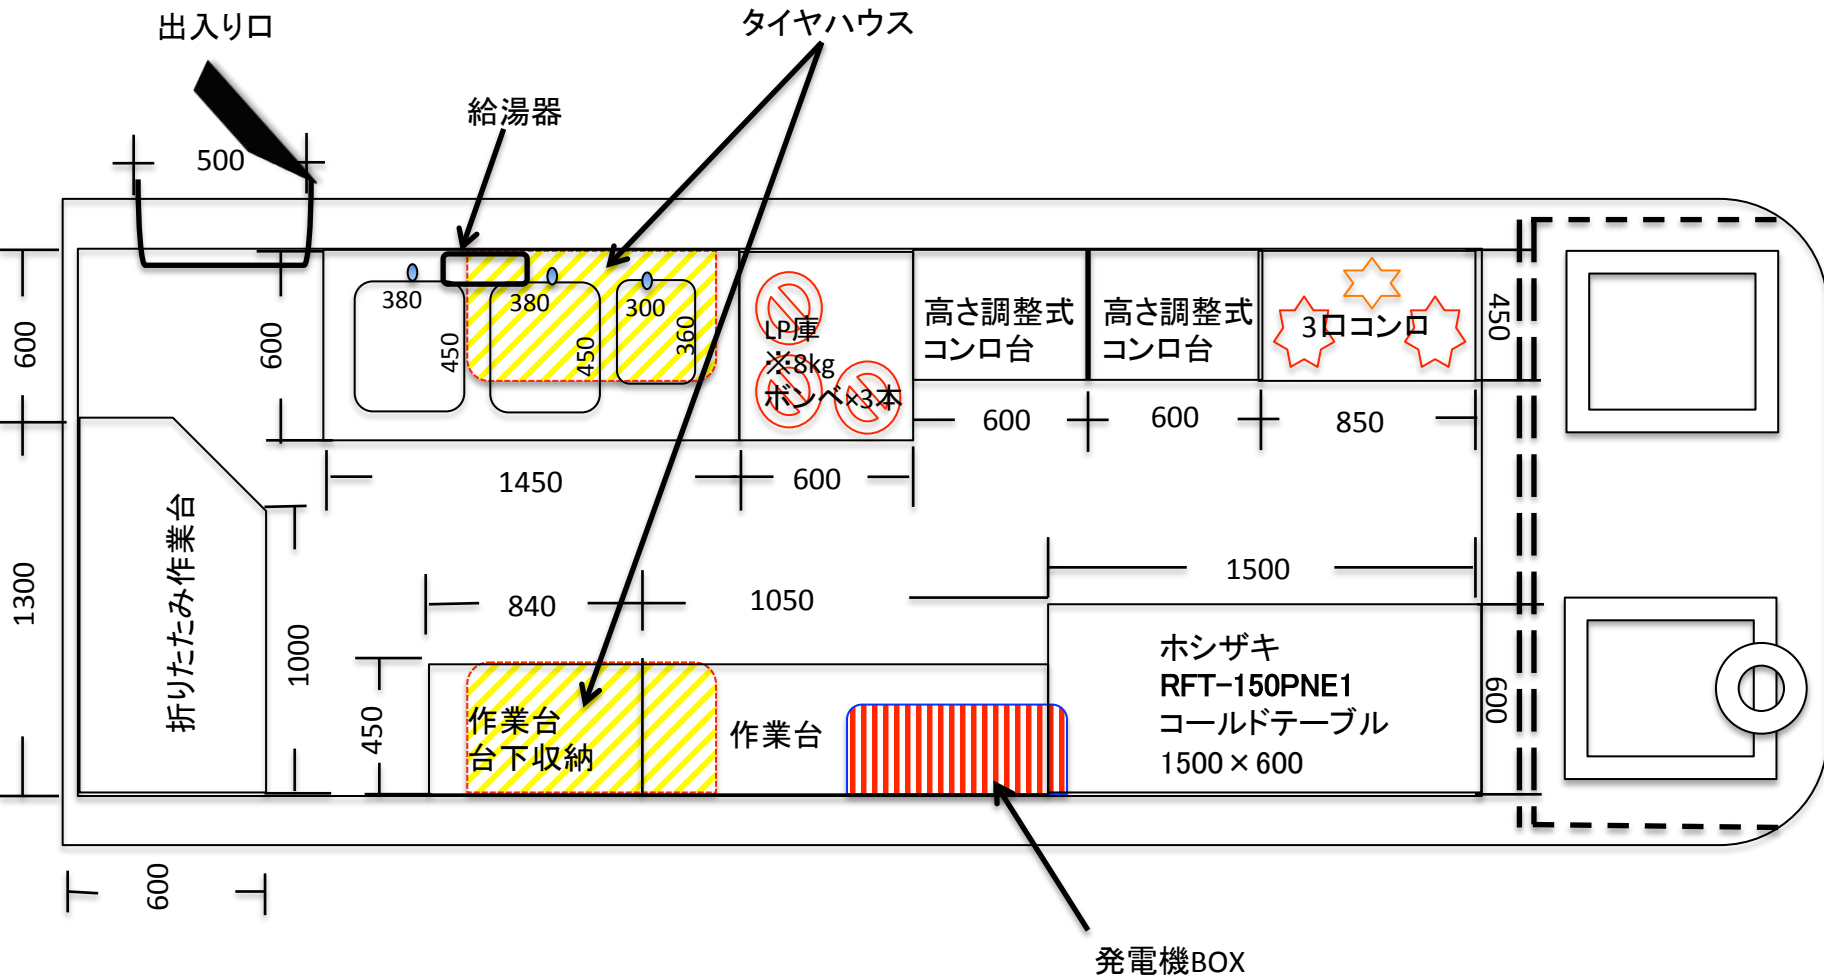 出入り口
タイヤハウス
給湯器
500
380
380
300
450
450
360
600
600
LP庫
※8kg
ボンベ×3本
高さ調整式
コンロ台
高さ調整式
コンロ台
3口コンロ
450
600
600
850
1450
600
折りたたみ作業台
1300
1000
840
1050
1500
450
作業台
台下収納
作業台
ホシザキ
RFT-150PNE1
コールドテーブル
1500×600
600
600
発電機BOX